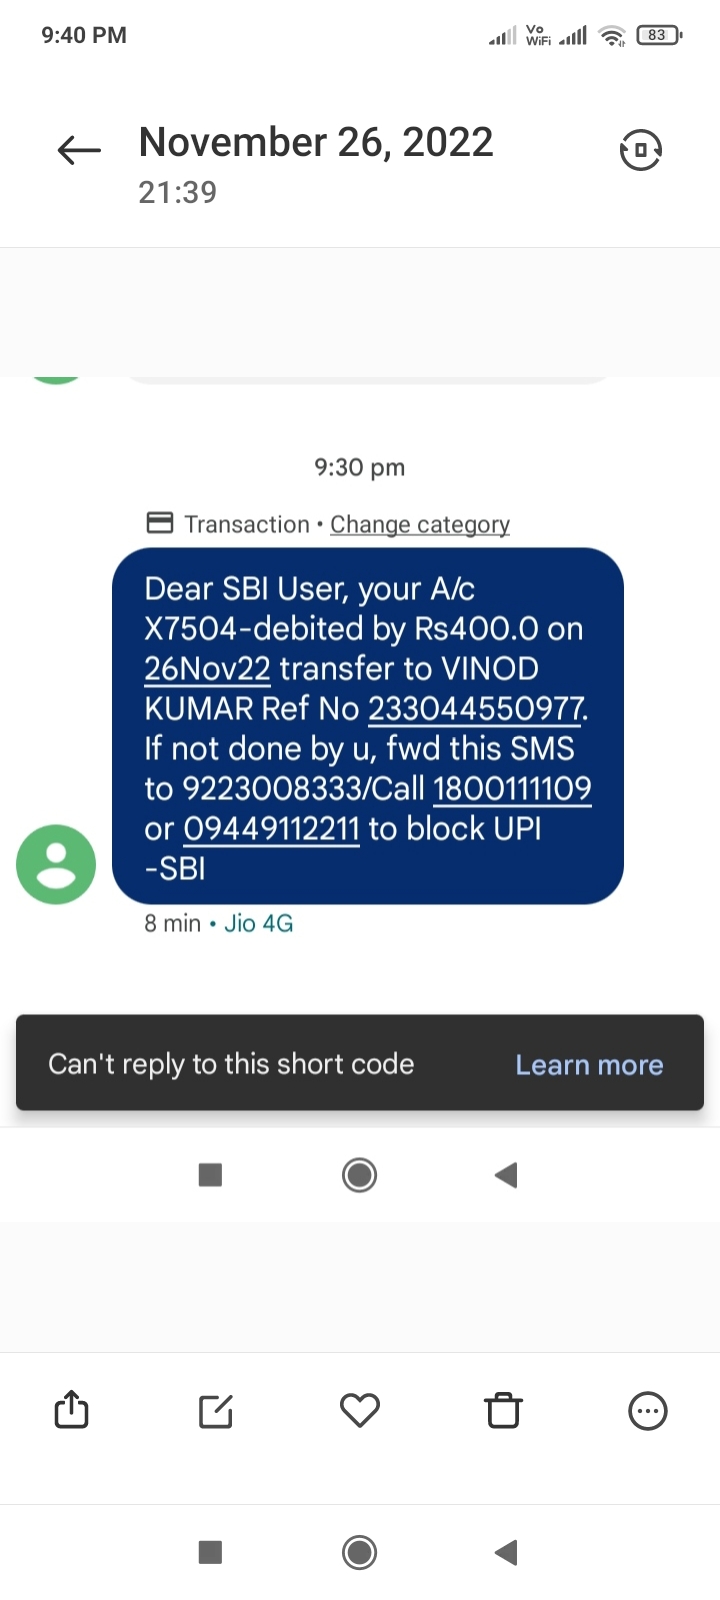 9:40 PM
Vo
WiFi
83
November 26, 2022
21:39
9:30 pm
Transaction • Change category
Dear SBI User, your A/c
X7504-debited by Rs400.0 on
26Nov22 transfer to VINOD
KUMAR Ref No 233044550977.
If not done by u, fwd this SMS
to 9223008333/Call 1800111109
or 09449112211 to block UPI
-SBI
8 min • Jio 4G
Can't reply to this short code
Learn more